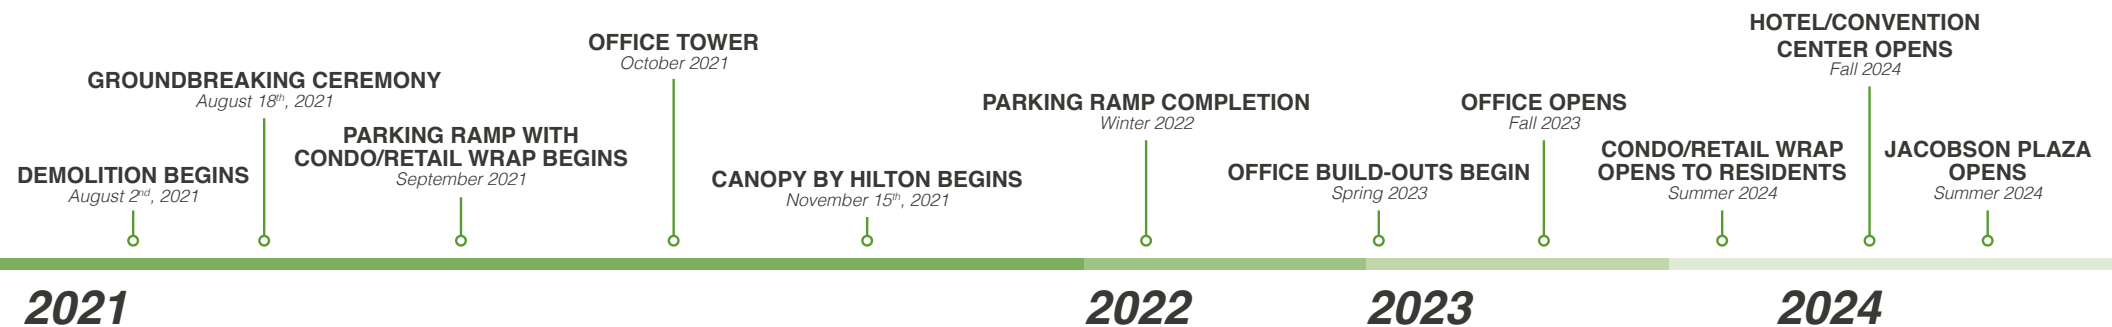 DEMOLITION BEGINS
August 2nd, 2021
GROUNDBREAKING CEREMONY
August 18th, 2021
PARKING RAMP WITH
CONDO/RETAIL WRAP BEGINS
September 2021
OFFICE TOWER
October 2021
CANOPY BY HILTON BEGINS
November 15th, 2021
PARKING RAMP COMPLETION
Winter 2022
OFFICE BUILD-OUTS BEGIN
Spring 2023
OFFICE OPENS
Fall 2023
CONDO/RETAIL WRAP
OPENS TO RESIDENTS
Summer 2024
HOTEL/CONVENTION
CENTER OPENS
Fall 2024
JACOBSON PLAZA
OPENS
Summer 2024
2021
2022
2023
2024